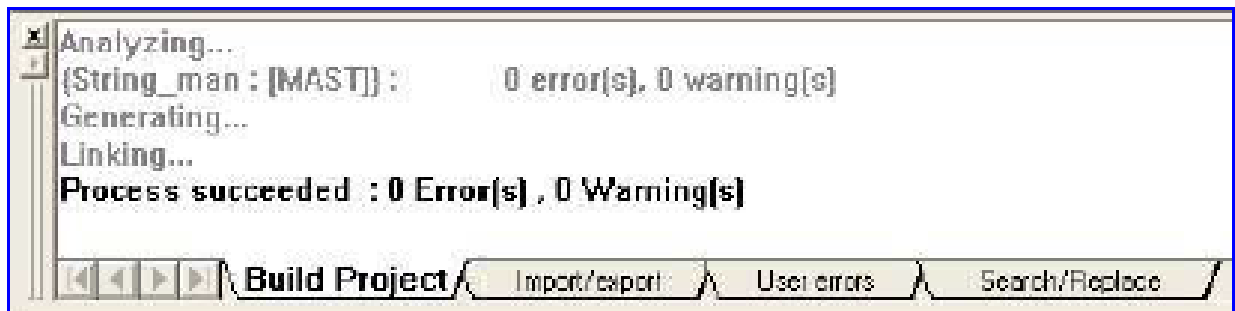 Analyzing...
{String_man : [MAST]} : 0 error(s), 0 warning(s)
Generating...
Linking...
Process succeeded : 0 Error(s) , 0 Warning(s)
Build Project Import/export User errors Search/Replace